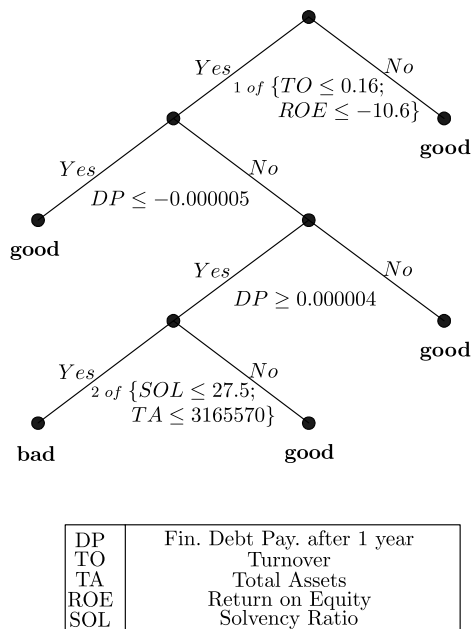 Yes
No
1 of {TO ≤ 0.16;
ROE ≤ −10.6}
good
Yes
No
DP ≤ −0.000005
good
Yes
No
DP ≥ 0.000004
good
Yes
No
2 of {SOL ≤ 27.5;
TA ≤ 3165570}
bad
good
DP Fin. Debt Pay. after 1 year
TO Turnover
TA Total Assets
ROE Return on Equity
SOL Solvency Ratio